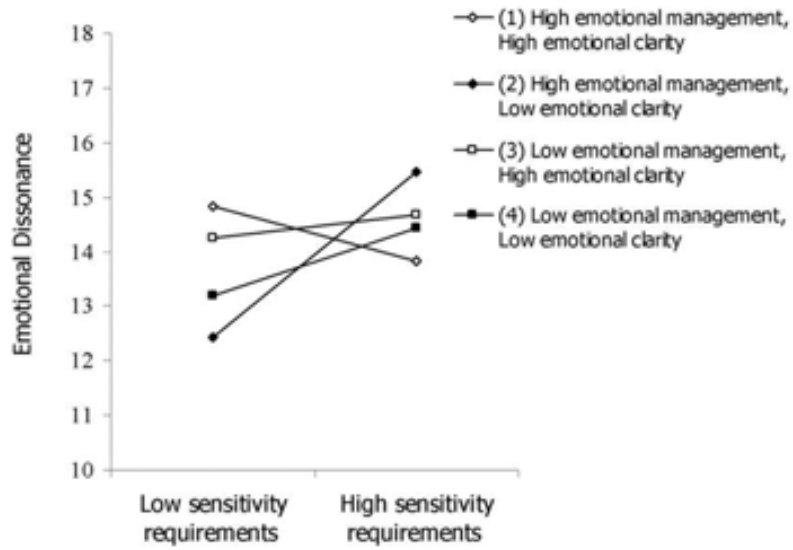 18
17
16
15
14
13
12
11
10
Emotional Dissonance
Low sensitivity
requirements
High sensitivity
requirements
(1) High emotional management,
High emotional clarity
(2) High emotional management,
Low emotional clarity
(3) Low emotional management,
High emotional clarity
(4) Low emotional management,
Low emotional clarity